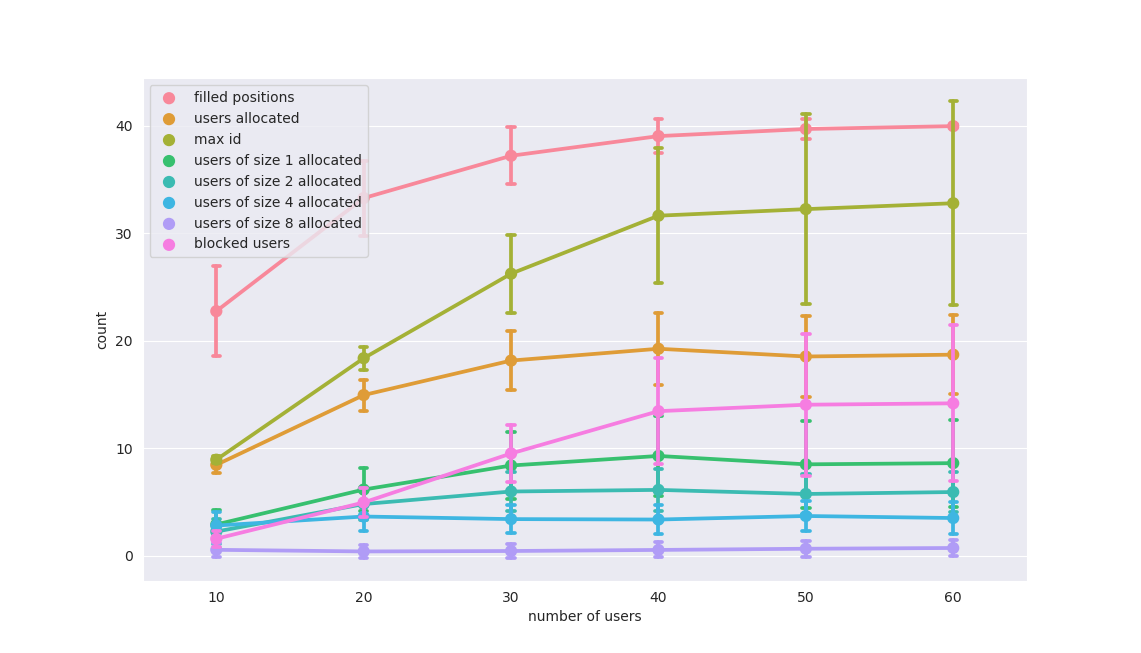 filled positions
users allocated
max id
users of size 1 allocated
users of size 2 allocated
users of size 4 allocated
users of size 8 allocated
blocked users
40
30
20
10
0
count
10 20 30 40 50 60
number of users